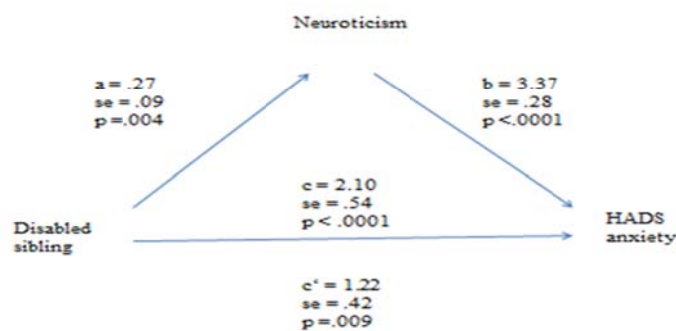 Neuroticism
a = .27
se = .09
p =.004
b = 3.37
se = .28
p <.0001
c = 2.10
se = .54
p < .0001
Disabled
sibling
HADS
anxiety
c‘ = 1.22
se = .42
p=.009